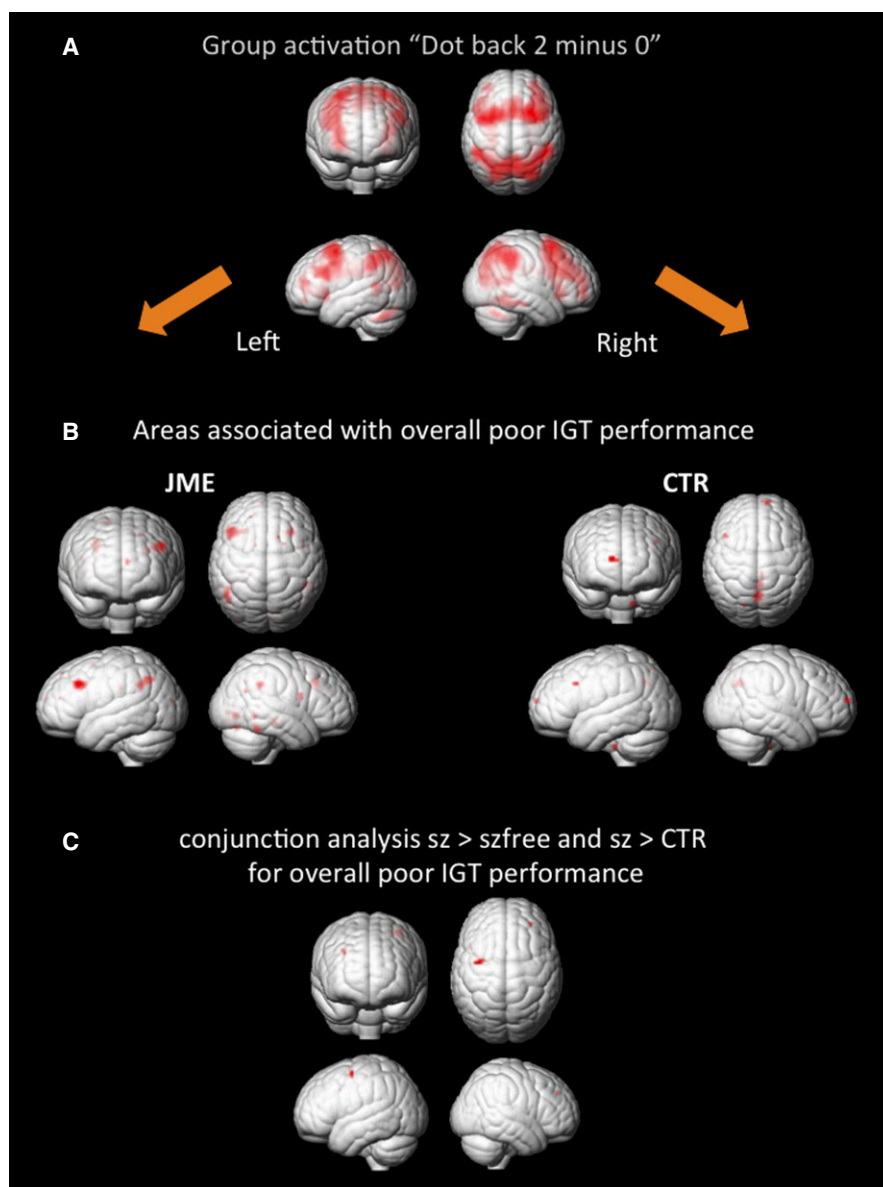 A
Group activation “Dot back 2 minus 0”
Left
Right
B
Areas associated with overall poor IGT performance
JME
CTR
C
conjunction analysis sz > szfree and sz > CTR
for overall poor IGT performance